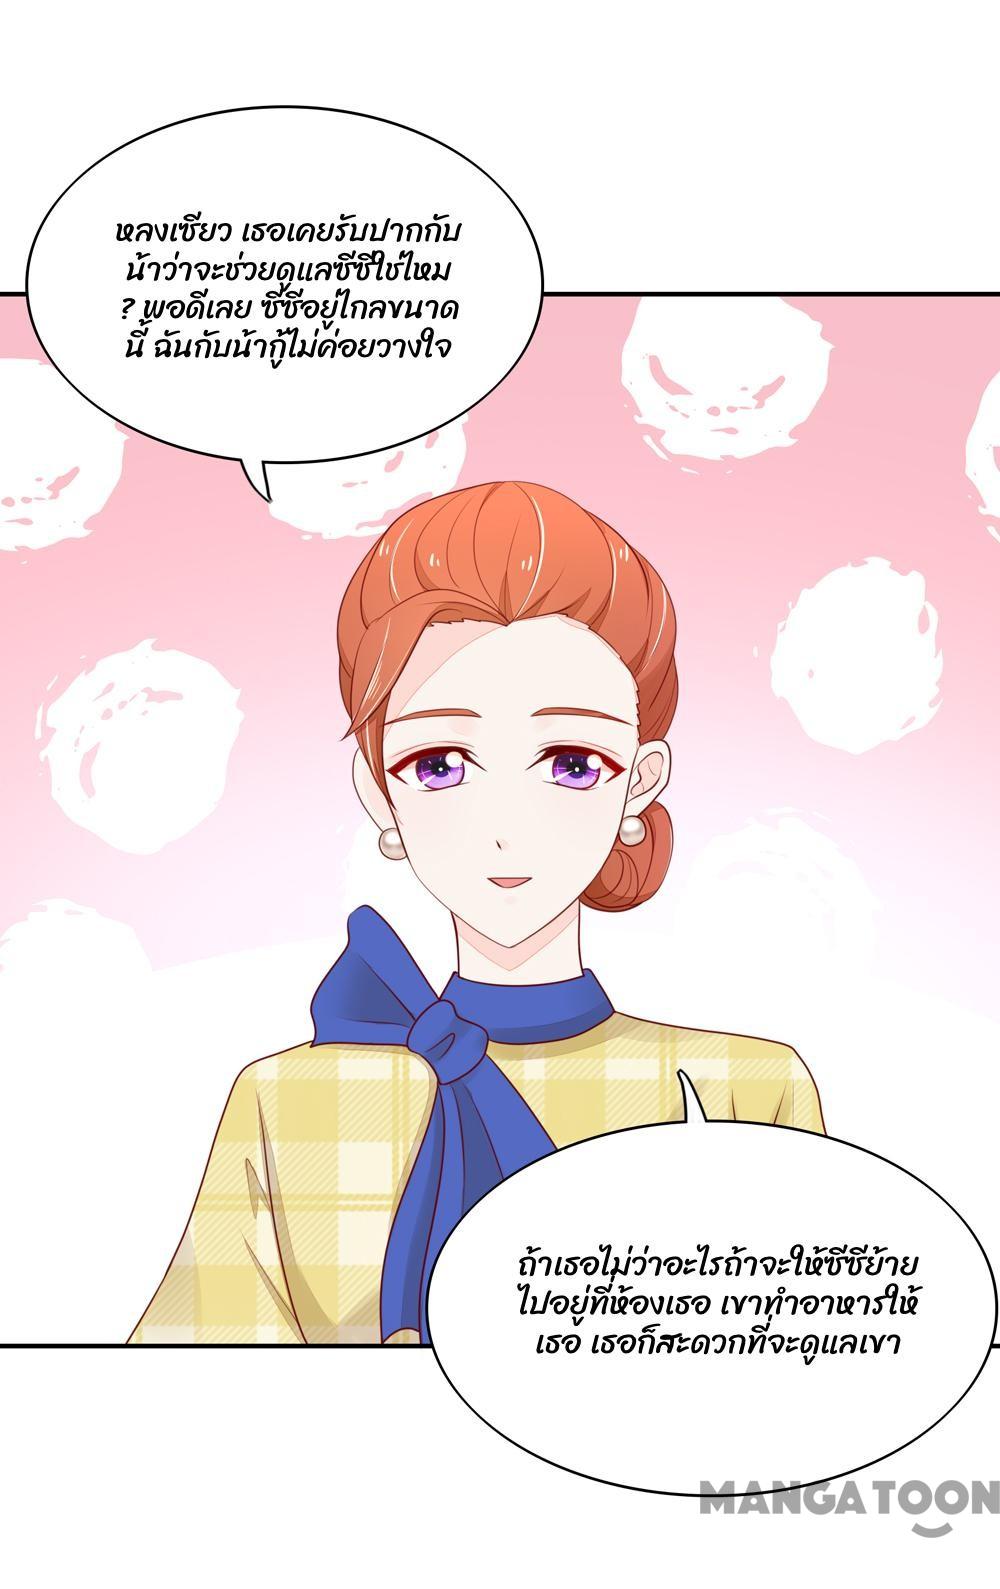 หลงเซียว เธอเคยรับปากกับ
น้าว่าจะช่วยดูแลซีซีใช่ไหม
? พอดีเลย ซีซีอยู่ไกลขนาด
นี้ ฉันกับน้ากู้ไม่ค่อยวางใจ
ถ้าเธอไม่ว่าอะไรถ้าจะให้ซีซีย้าย
ไปอยู่ที่ห้องเธอ เขาทำอาหารให้
เธอ เธอก็สะดวกที่จะดูแลเขา
MANGATOON